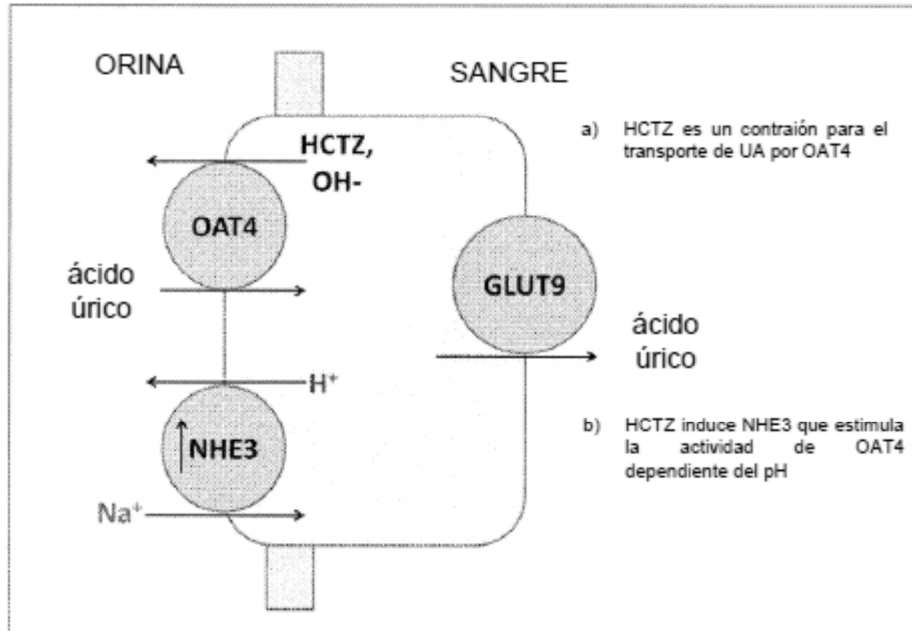 ORINA
SANGRE
HCTZ,
OH-
OAT4
ácido
úrico
H+
NHE3
Na+
GLUT9
ácido
úrico
a) HCTZ es un contraión para el
transporte de UA por OAT4
b) HCTZ induce NHE3 que estimula
la actividad de OAT4
dependiente del pH